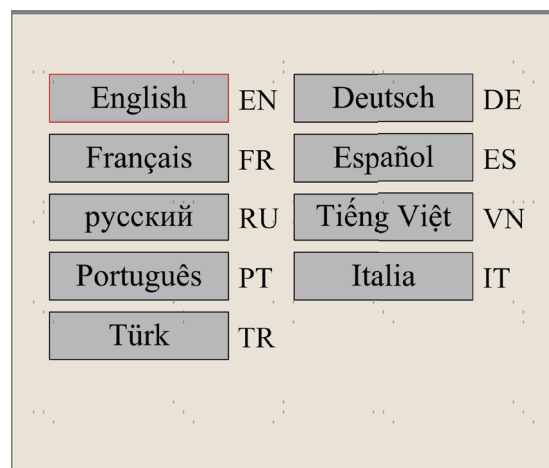 English EN Deutsch DE
Français FR Español ES
русский RU Tiếng Việt VN
Português PT Italia IT
Türk TR